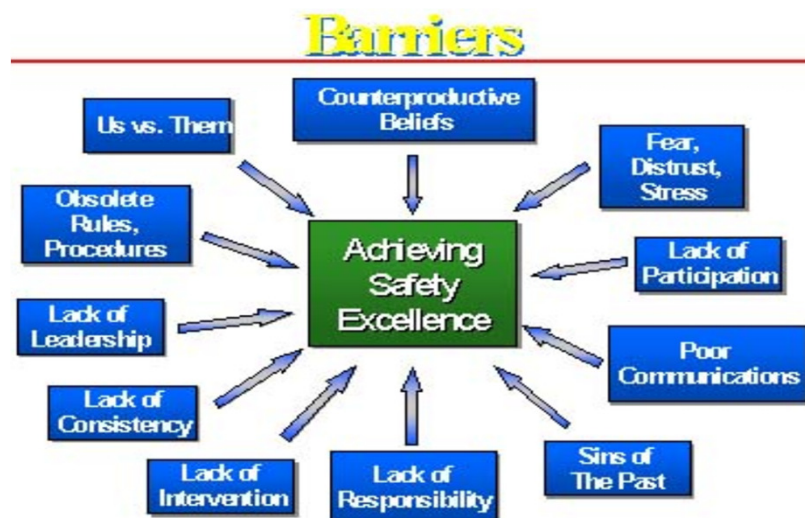 Barriers
Counterproductive
Beliefs
Us vs. Them
Fear,
Distrust,
Stress
Obsolete
Rules,
Procedures
Achieving
Safety
Excellence
Lack of
Participation
Lack of
Leadership
Poor
Communications
Lack of
Consistency
Lack of
Intervention
Lack of
Responsibility
Sins of
The Past